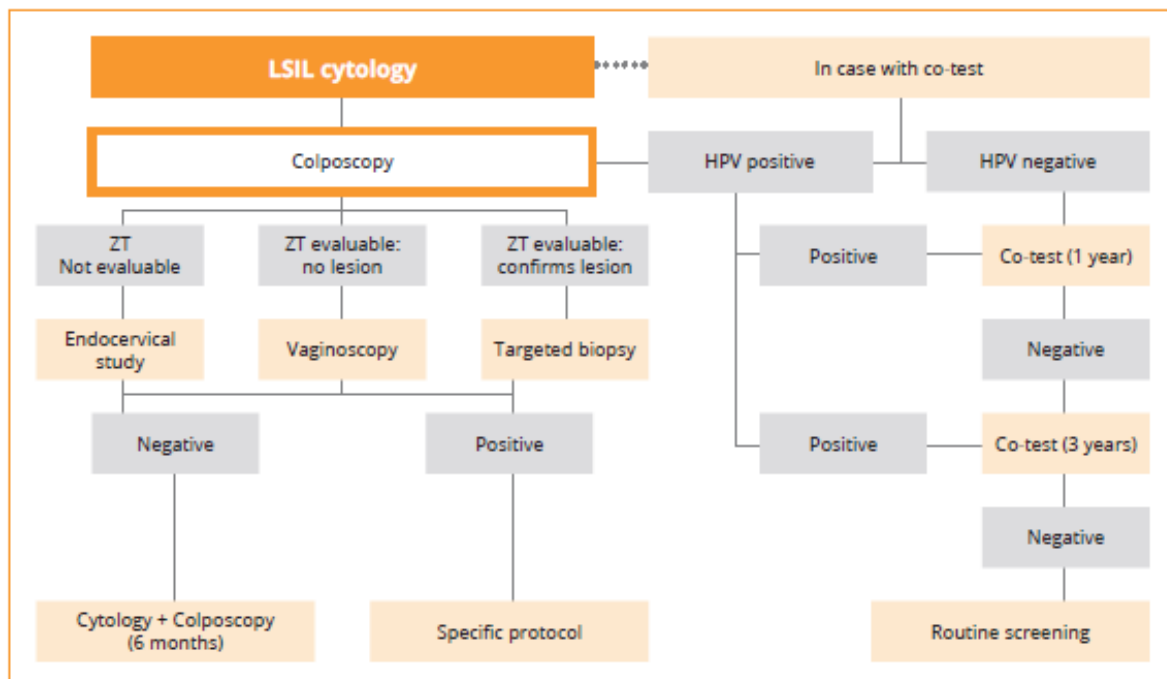 LSIL cytology
In case with co-test
Colposcopy
HPV positive
HPV negative
ZT
Not evaluable
ZT evaluable:
no lesion
ZT evaluable:
confirms lesion
Positive
Co-test (1 year)
Endocervical
study
Vaginoscopy
Targeted biopsy
Negative
Negative
Positive
Positive
Co-test (3 years)
Negative
Cytology + Colposcopy
(6 months)
Specific protocol
Routine screening